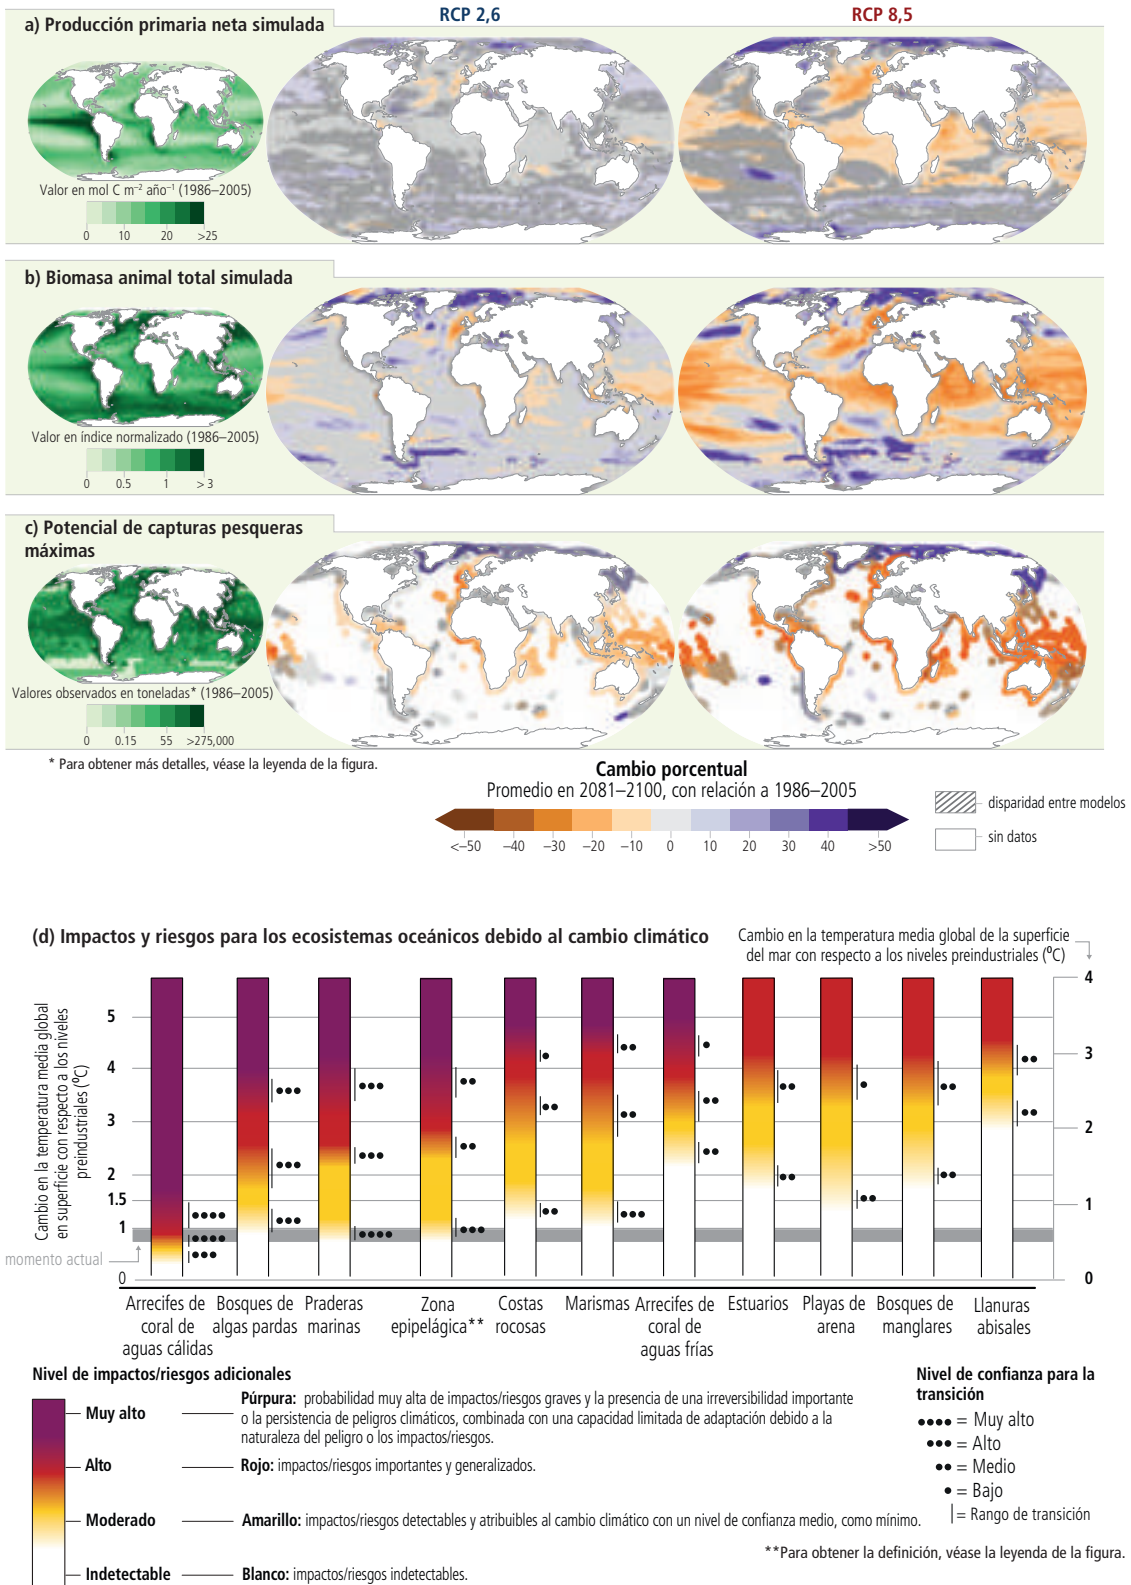 RCP 2,6
RCP 8,5
a) Producción primaria neta simulada
Valor en mol C m⁻² año⁻¹ (1986–2005)
0 10 20 >25
b) Biomasa animal total simulada
Valor en índice normalizado (1986–2005)
0 0.5 1 > 3
c) Potencial de capturas pesqueras
máximas
Valores observados en toneladas* (1986–2005)
0 0.15 55 >275,000
* Para obtener más detalles, véase la leyenda de la figura.
Cambio porcentual
Promedio en 2081–2100, con relación a 1986–2005
<–50 –40 –30 –20 –10 0 10 20 30 40 >50
disparidad entre modelos
sin datos
(d) Impactos y riesgos para los ecosistemas oceánicos debido al cambio climático
Cambio en la temperatura media global de la superficie
del mar con respecto a los niveles preindustriales (⁰C)
Cambio en la temperatura media global
en superficie con respecto a los niveles
preindustriales (⁰C)
5
4
3
2
1.5
1
0
momento actual
4
3
2
1
0
Arrecifes de
coral de
aguas cálidas
Bosques de
algas pardas
Praderas
marinas
Zona
epipelágica**
Costas
rocosas
Marismas
Arrecifes de
coral de
aguas frías
Estuarios
Playas de
arena
Bosques de
manglares
Llanuras
abisales
Nivel de impactos/riesgos adicionales
Muy alto
Púrpura: probabilidad muy alta de impactos/riesgos graves y la presencia de una irreversibilidad importante
o la persistencia de peligros climáticos, combinada con una capacidad limitada de adaptación debido a la
naturaleza del peligro o los impactos/riesgos.
Alto
Rojo: impactos/riesgos importantes y generalizados.
Moderado
Amarillo: impactos/riesgos detectables y atribuibles al cambio climático con un nivel de confianza medio, como mínimo.
Indetectable
Blanco: impactos/riesgos indetectables.
Nivel de confianza para la
transición
•••• = Muy alto
••• = Alto
•• = Medio
• = Bajo
| = Rango de transición
**Para obtener la definición, véase la leyenda de la figura.